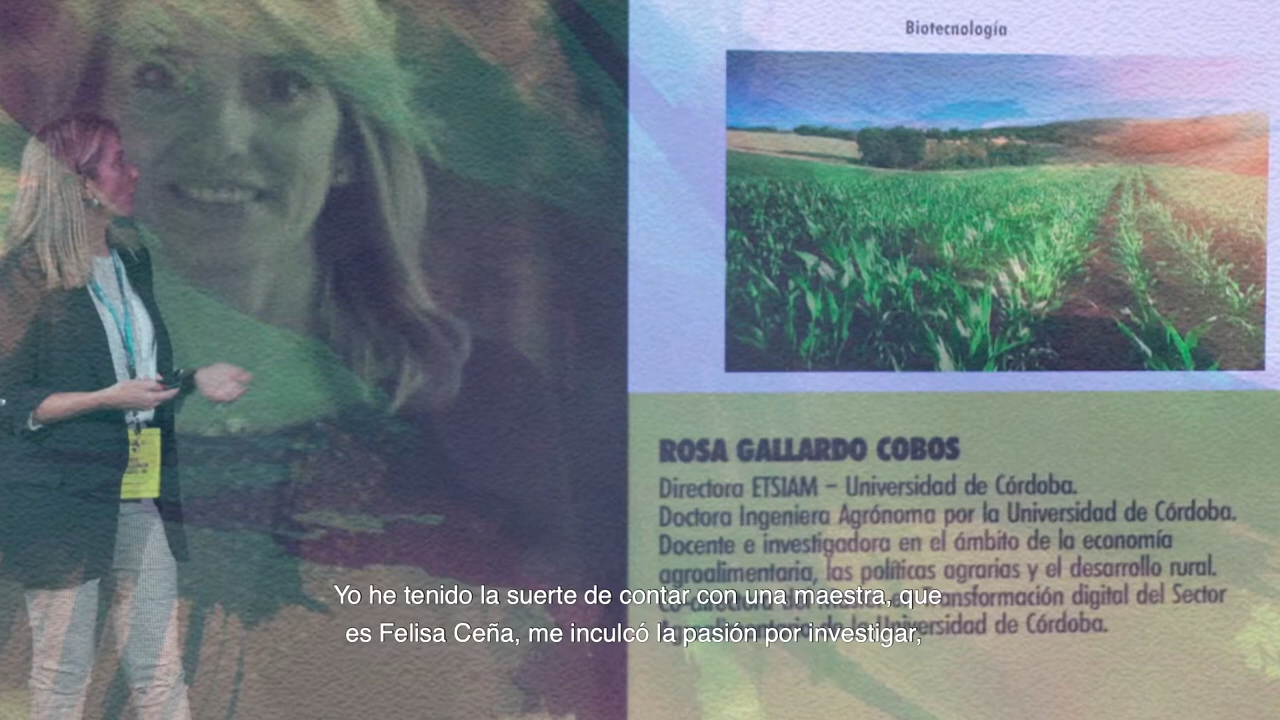 Biotecnología
ROSA GALLARDO COBOS
Directora ETSIAM – Universidad de Córdoba.
Doctora Ingeniera Agrónoma por la Universidad de Córdoba.
Docente e investigadora en el ámbito de la economía
agroalimentaria, las políticas agrarias y el desarrollo rural.
transformación digital del Sector
Universidad de Córdoba.
Yo he tenido la suerte de contar con una maestra, que
es Felisa Ceña, me inculcó la pasión por investigar,